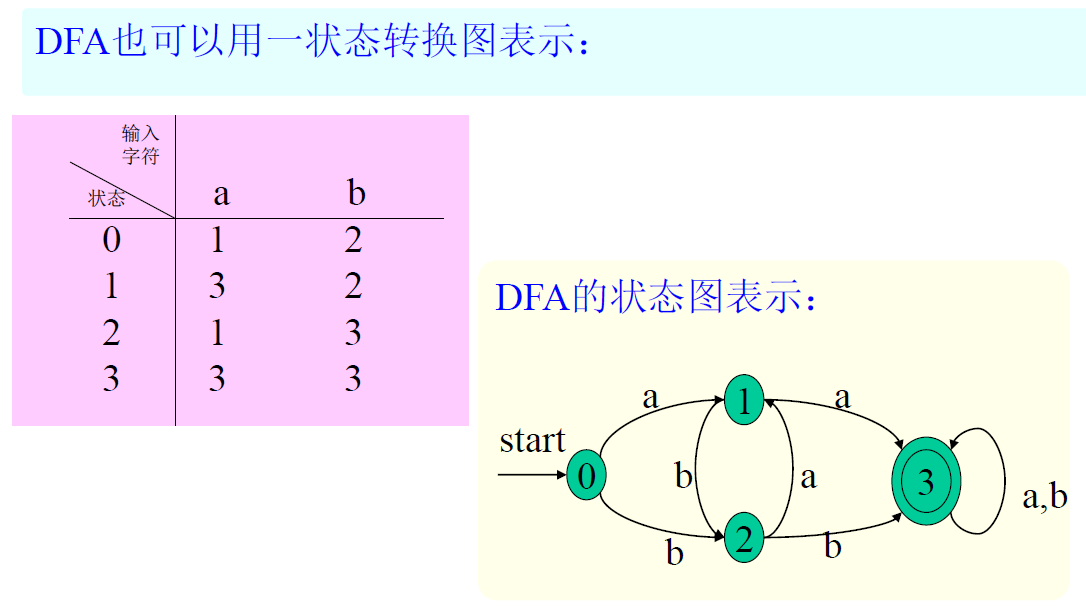 DFA也可以用一状态转换图表示：
输入
字符
状态 a b
0 1 2
1 3 2
2 1 3
3 3 3
DFA的状态图表示：
a 1 a
start
0 b a 3 a,b
b 2 b